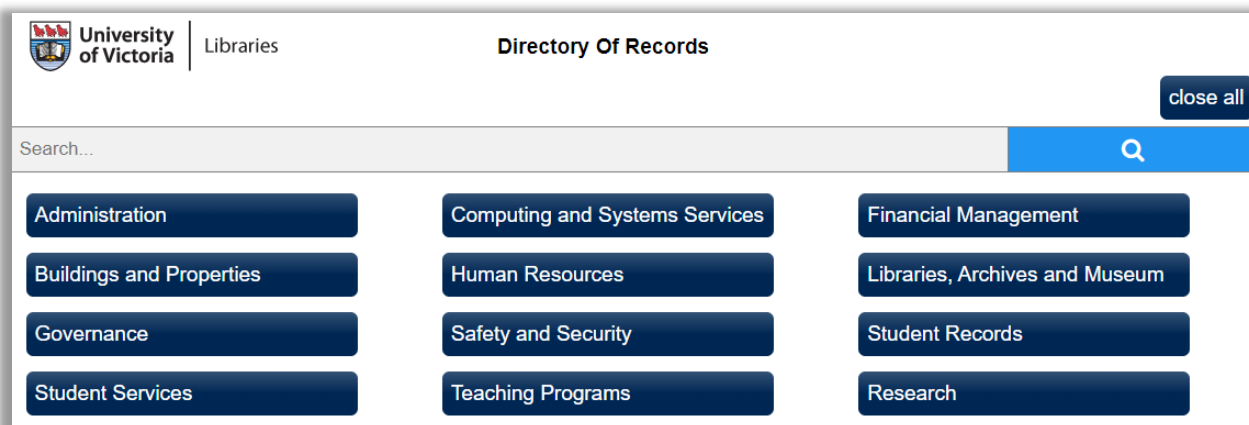 University
of Victoria
Libraries
Directory Of Records
close all
Search...
Administration
Computing and Systems Services
Financial Management
Buildings and Properties
Human Resources
Libraries, Archives and Museum
Governance
Safety and Security
Student Records
Student Services
Teaching Programs
Research